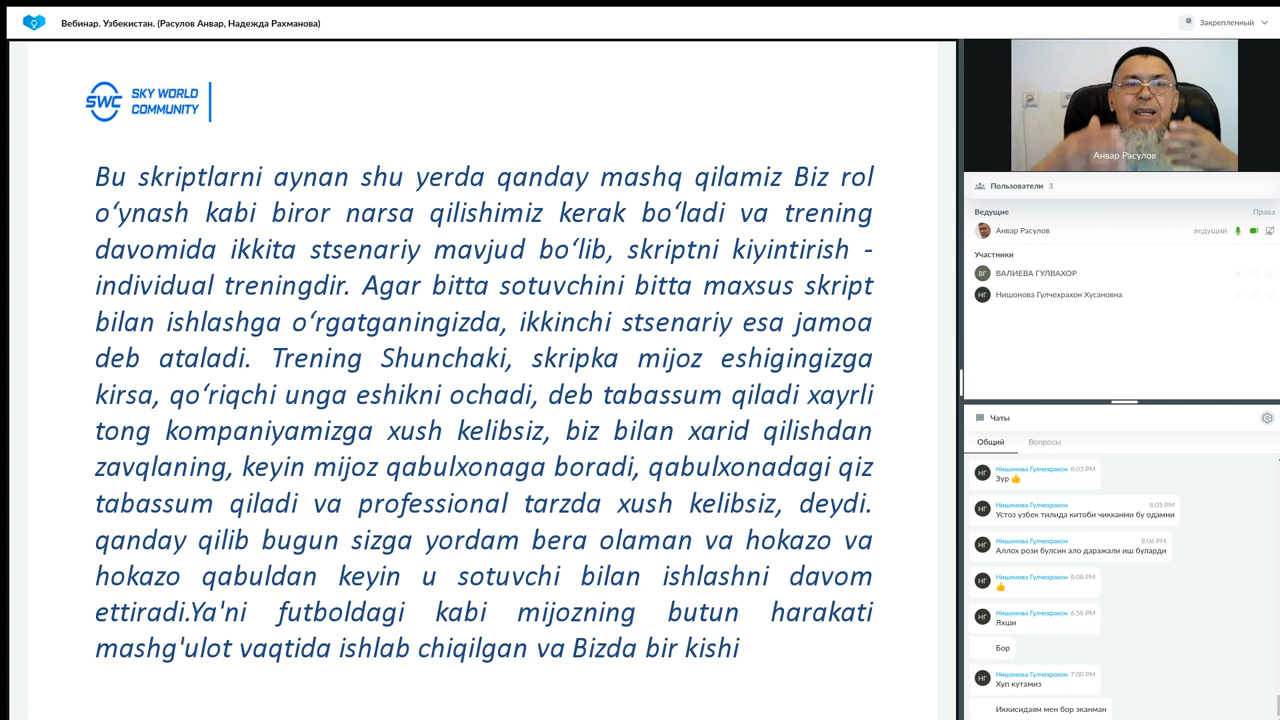 Вебинар. Узбекистан. (Расулов Анвар, Надежда Рахманова)
Закрепленный
SWC
SKY WORLD
COMMUNITY
Bu skriptlarni aynan shu yerda qanday mashq qilamiz Biz rol
o‘ynash kabi biror narsa qilishimiz kerak bo‘ladi va trening
davomida ikkita stsenariy mavjud bo‘lib, skriptni kiyintirish -
individual treningdir. Agar bitta sotuvchini bitta maxsus skript
bilan ishlashga o‘rgatganingizda, ikkinchi stsenariy esa jamoa
deb ataladi. Trening Shunchaki, skripka mijoz eshigingizga
kirsa, qo‘riqchi unga eshikni ochadi, deb tabassum qiladi xayrli
tong kompaniyamizga xush kelibsiz, biz bilan xarid qilishdan
zavqlaning, keyin mijoz qabulxonaga boradi, qabulxonadagi qiz
tabassum qiladi va professional tarzda xush kelibsiz, deydi.
qanday qilib bugun sizga yordam bera olaman va hokazo va
hokazo qabuldan keyin u sotuvchi bilan ishlashni davom
ettiradi.Ya'ni futboldagi kabi mijozning butun harakati
mashg'ulot vaqtida ishlab chiqilgan va Bizda bir kishi
Анвар Расулов
Пользователи 3
Ведущие Права
Анвар Расулов ведущий
Участники
ВГ ВАЛИЕВА ГУЛВАХОР
НГ Нишонова Гулчехрахон Хусановна
Чаты
Общий Вопросы
НГ Нишонова Гулчехрахон 8:03 PM
Зур 👍
НГ Нишонова Гулчехрахон 8:05 PM
Устоз узбек тилида китоби чикканми бу одамни
НГ Нишонова Гулчехрахон 8:06 PM
Аллох рози булсин ало даражали иш буларди
НГ Нишонова Гулчехрахон 8:08 PM
👍
НГ Нишонова Гулчехрахон 6:58 PM
Яхши
Бор
НГ Нишонова Гулчехрахон 7:00 PM
Хуп кутамиз
Иккисидаям мен бор эканман